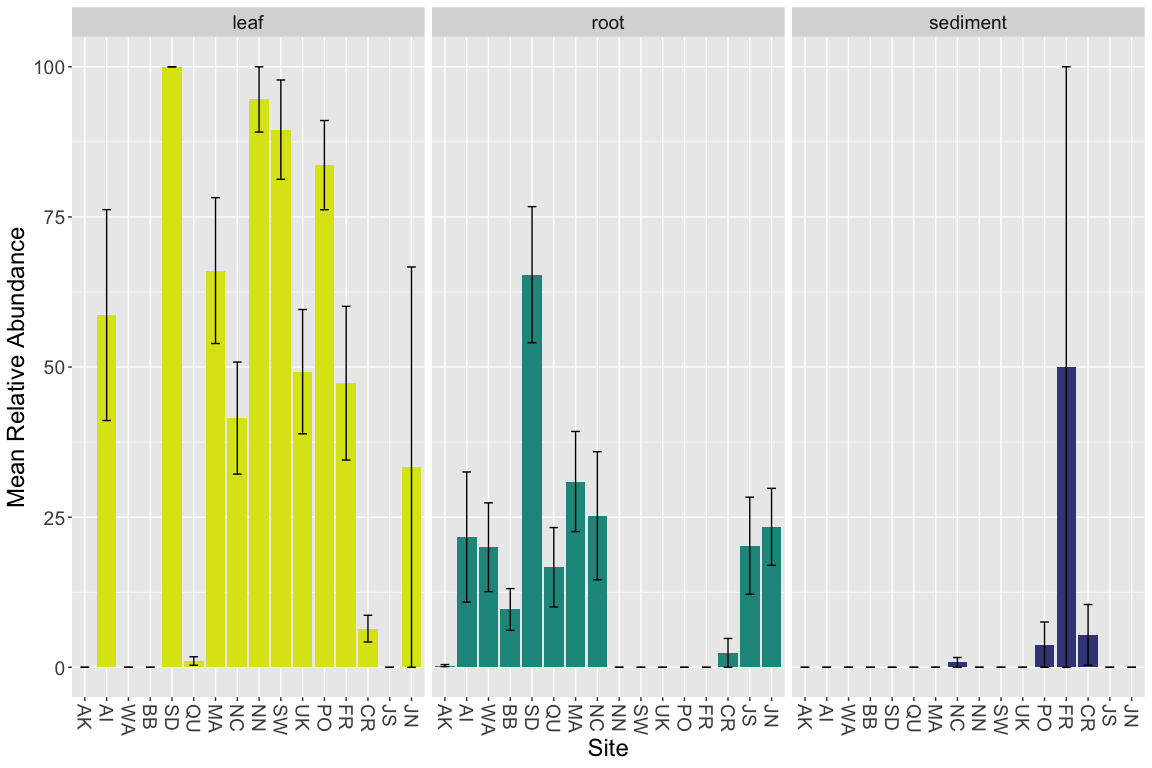 leaf root sediment
Mean Relative Abundance
100
75
50
25
0
AK AI WA BB SD QU MA NC NN SW UK PO FR CR JS JN AK AI WA BB SD QU MA NC NN SW UK PO FR CR JS JN AK AI WA BB SD QU MA NC NN SW UK PO FR CR JS JN
Site